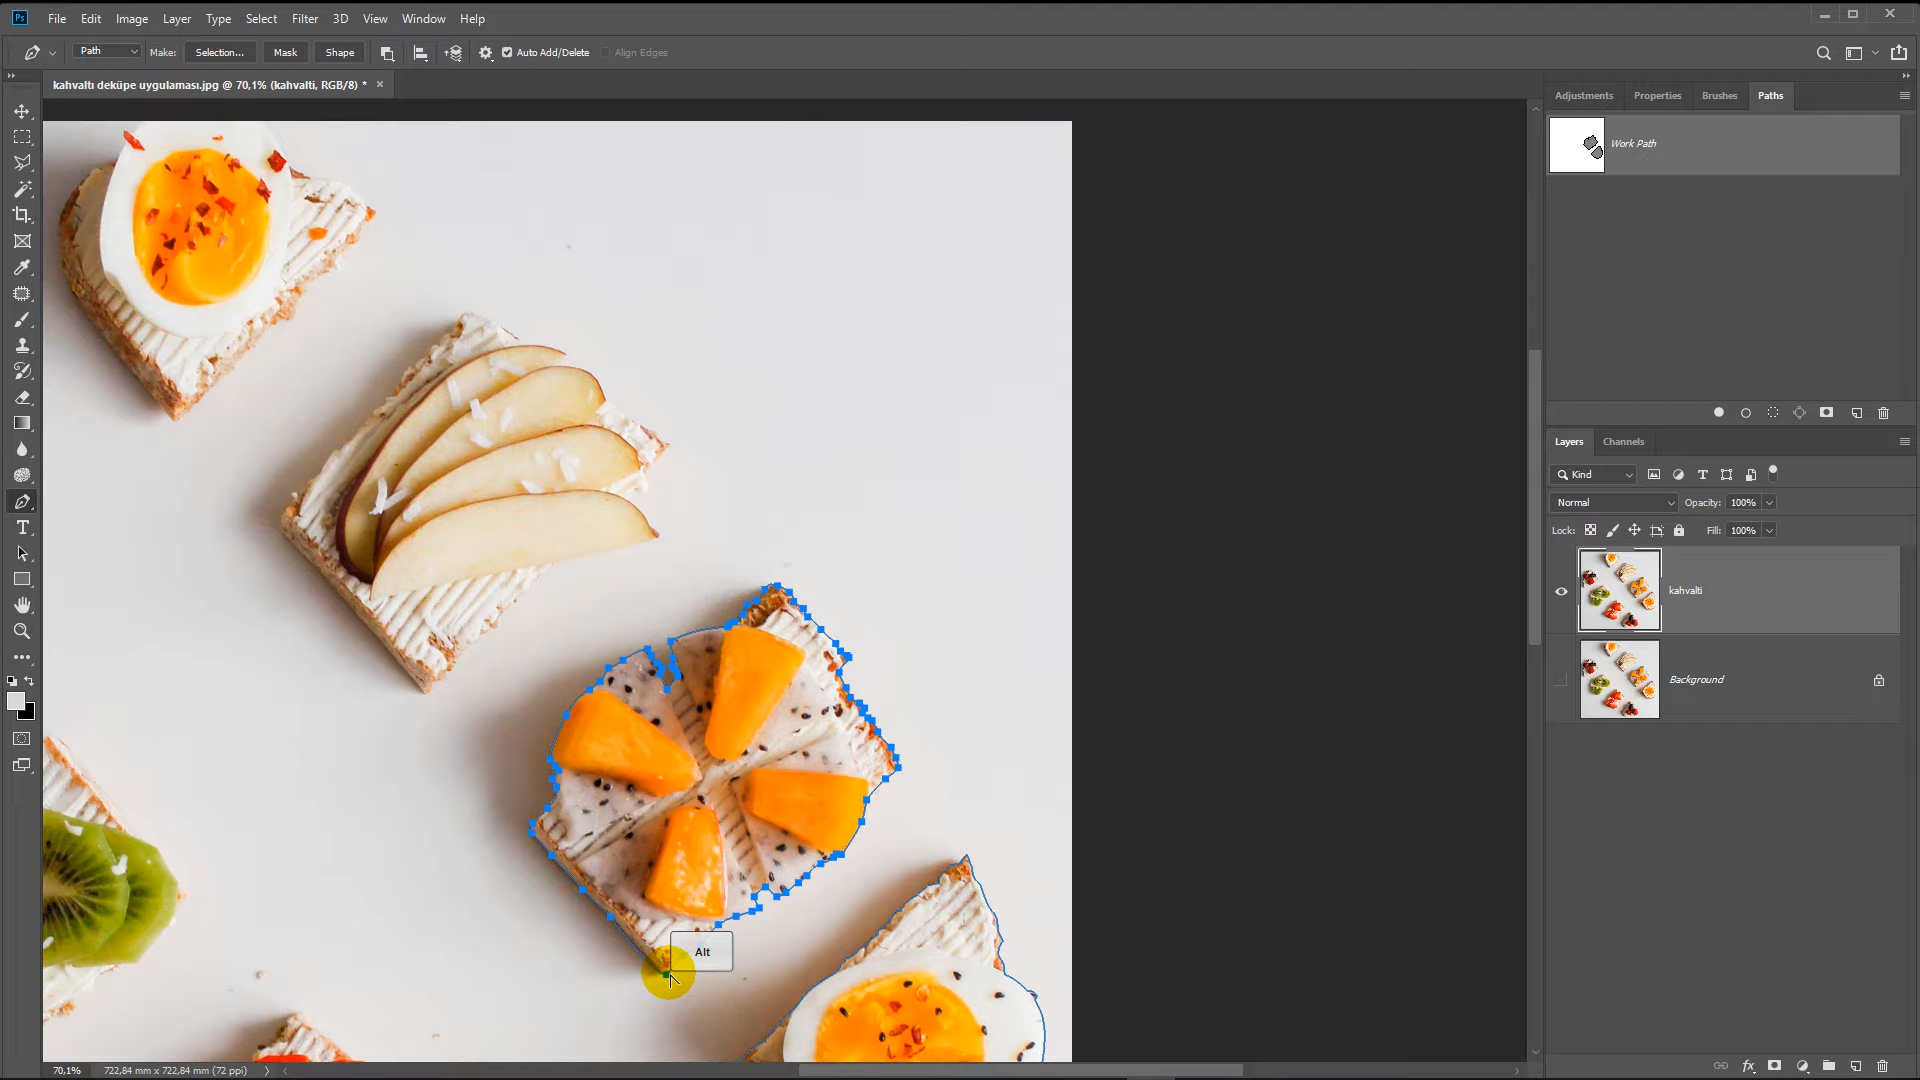 Ps File Edit Image Layer Type Select Filter 3D View Window Help
Path Make: Selection... Mask Shape Auto Add/Delete Align Edges
kahvaltı deküpe uygulaması.jpg @ 70,1% (kahvalti, RGB/8) *
Adjustments Properties Brushes Paths
Work Path
Layers Channels
Kind
Normal Opacity: 100%
Lock: Fill: 100%
kahvalti
Background
Alt
70,1% 722,84 mm x 722,84 mm (72 ppi)